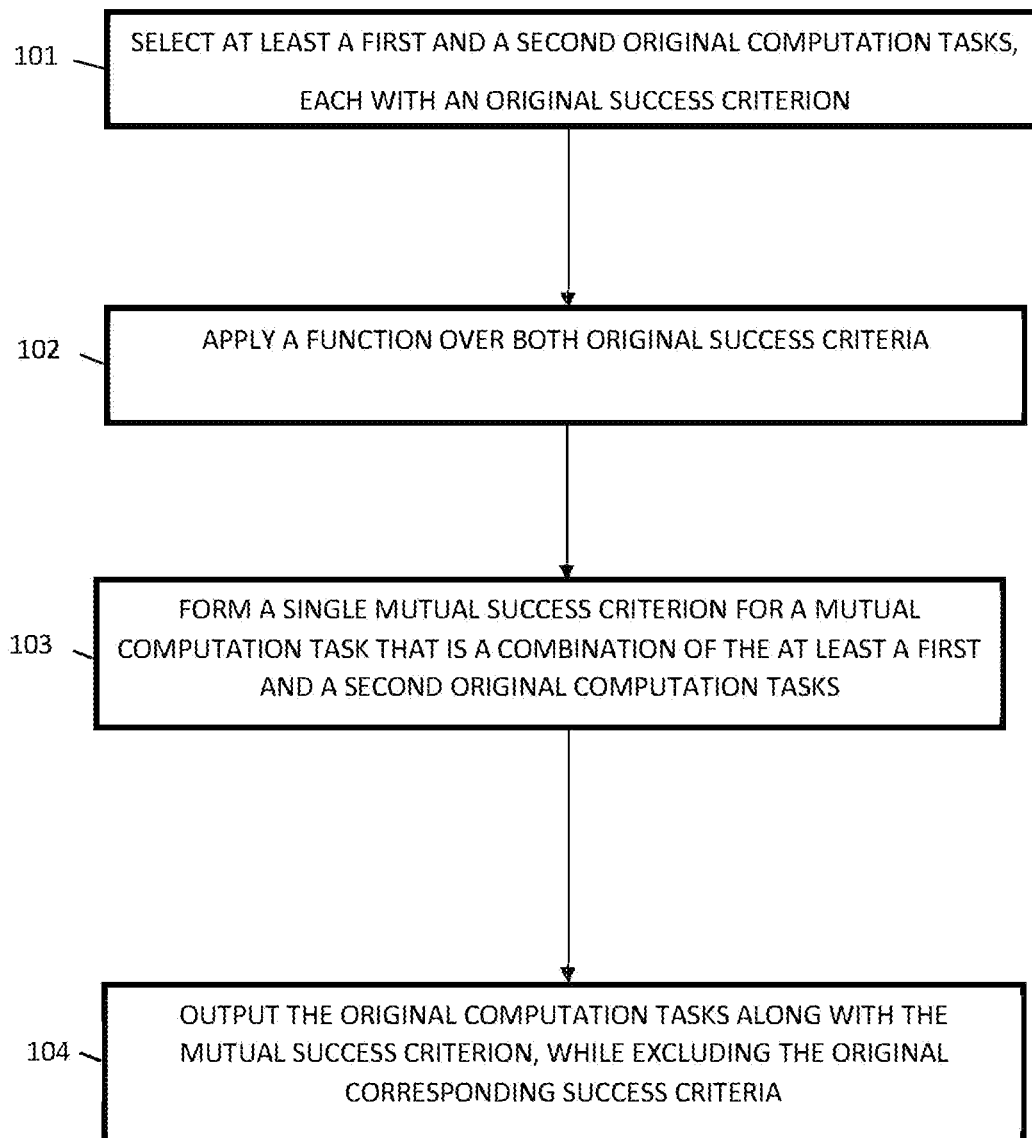 101
SELECT AT LEAST A FIRST AND A SECOND ORIGINAL COMPUTATION TASKS,
EACH WITH AN ORIGINAL SUCCESS CRITERION
102
APPLY A FUNCTION OVER BOTH ORIGINAL SUCCESS CRITERIA
103
FORM A SINGLE MUTUAL SUCCESS CRITERION FOR A MUTUAL
COMPUTATION TASK THAT IS A COMBINATION OF THE AT LEAST A FIRST
AND A SECOND ORIGINAL COMPUTATION TASKS
104
OUTPUT THE ORIGINAL COMPUTATION TASKS ALONG WITH THE
MUTUAL SUCCESS CRITERION, WHILE EXCLUDING THE ORIGINAL
CORRESPONDING SUCCESS CRITERIA